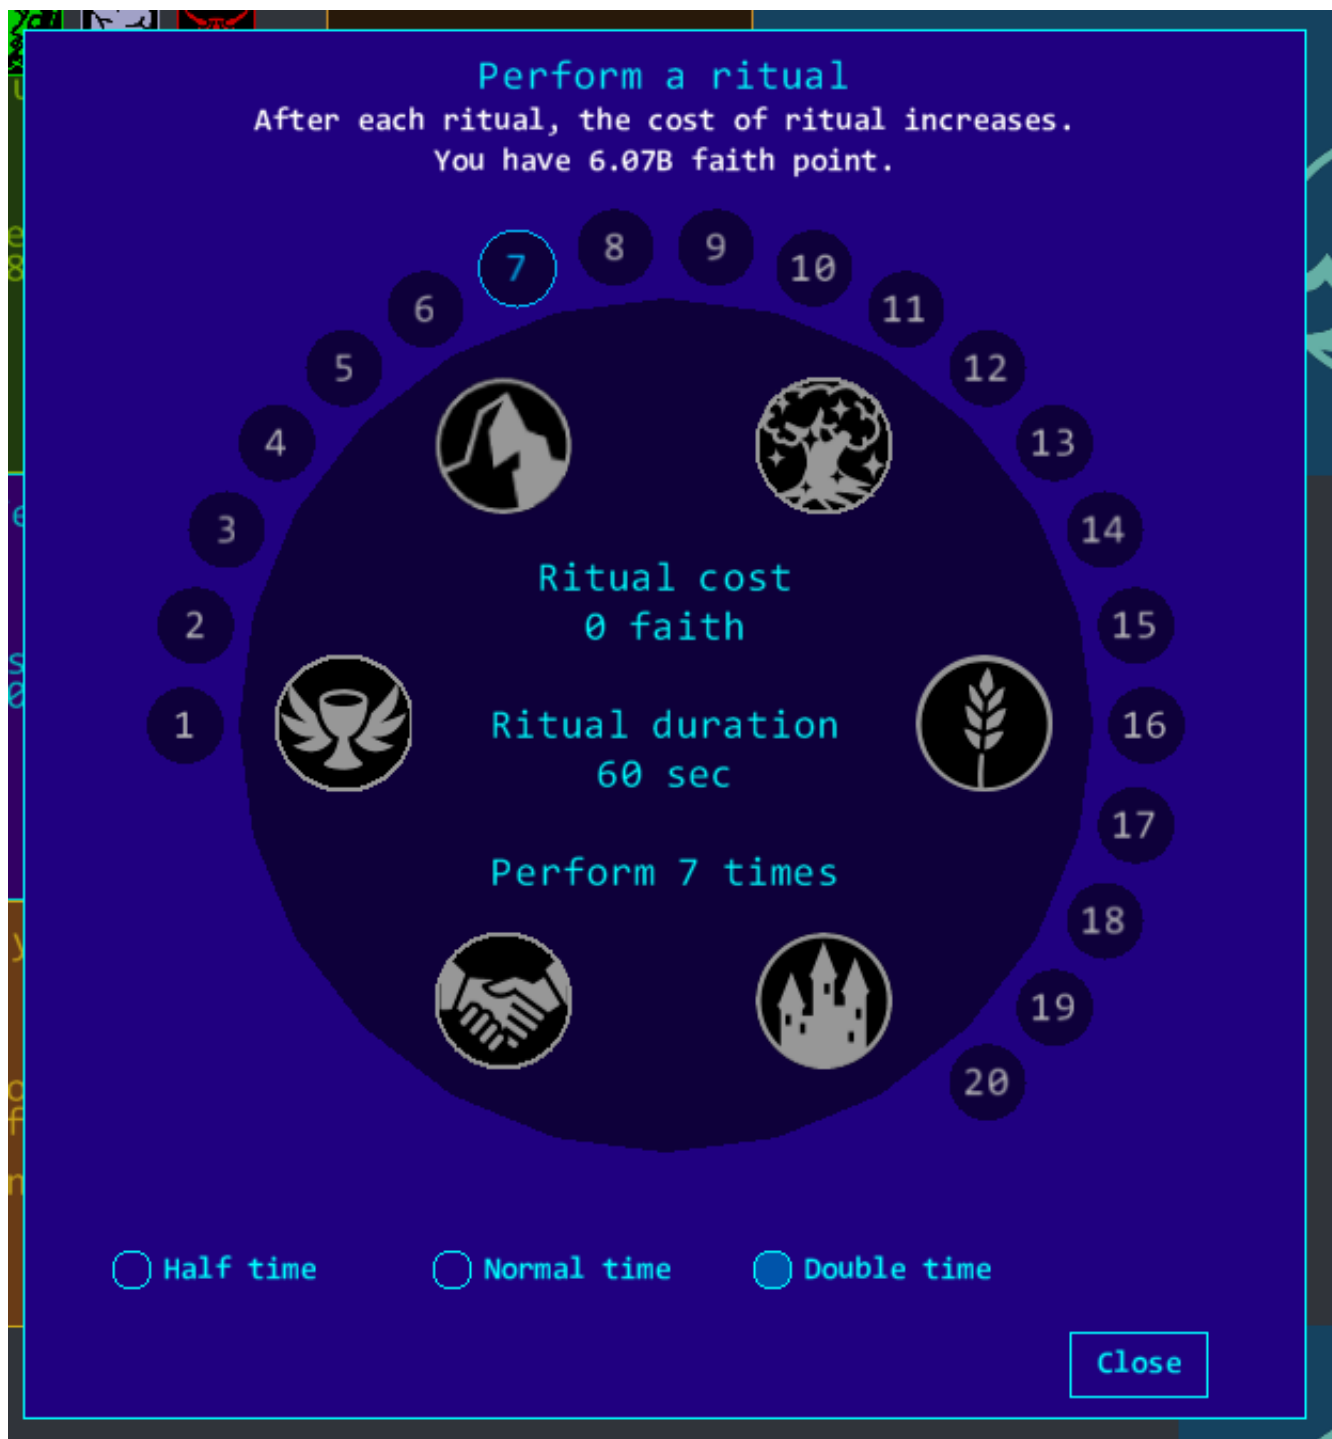 Perform a ritual
After each ritual, the cost of ritual increases.
You have 6.07B faith point.
1
2
3
4
5
6
7
8
9
10
11
12
13
14
15
16
17
18
19
20
Ritual cost
0 faith
Ritual duration
60 sec
Perform 7 times
Half time
Normal time
Double time
Close